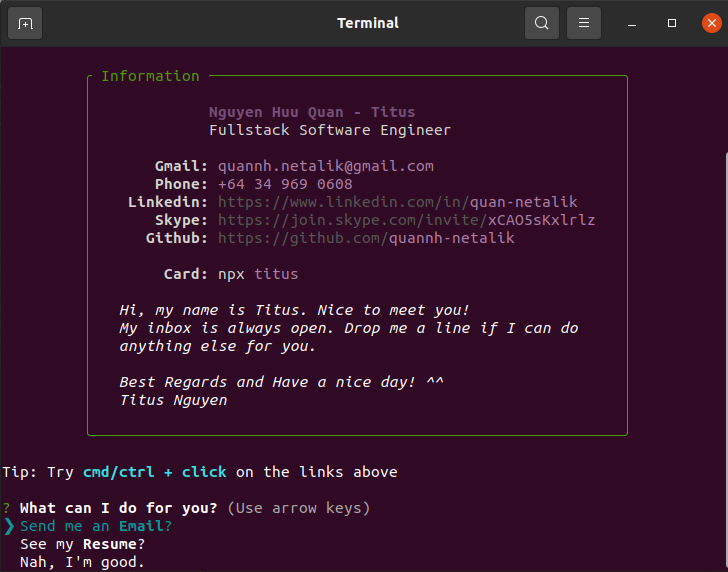 Terminal
Information
Nguyen Huu Quan - Titus
Fullstack Software Engineer
Gmail: quannh.netalik@gmail.com
Phone: +64 34 969 0608
Linkedin: https://www.linkedin.com/in/quan-netalik
Skype: https://join.skype.com/invite/xCAO5sKxlrlz
Github: https://github.com/quannh-netalik
Card: npx titus
Hi, my name is Titus. Nice to meet you!
My inbox is always open. Drop me a line if I can do
anything else for you.
Best Regards and Have a nice day! ^^
Titus Nguyen
Tip: Try cmd/ctrl + click on the links above
? What can I do for you? (Use arrow keys)
❯ Send me an Email?
See my Resume?
Nah, I'm good.